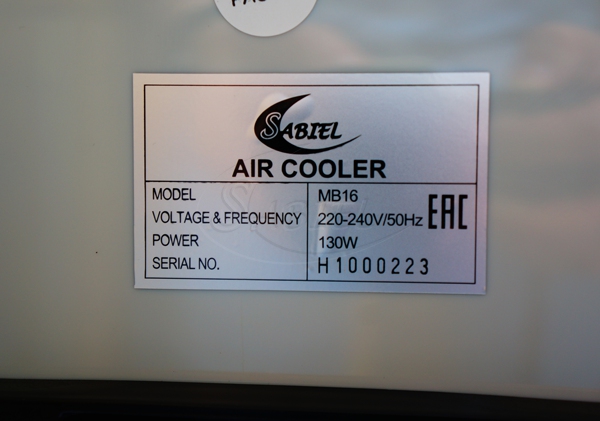 SABIEL
AIR COOLER
MODEL MB16
VOLTAGE & FREQUENCY 220-240V/50Hz EAC
POWER 130W
SERIAL NO. H1000223